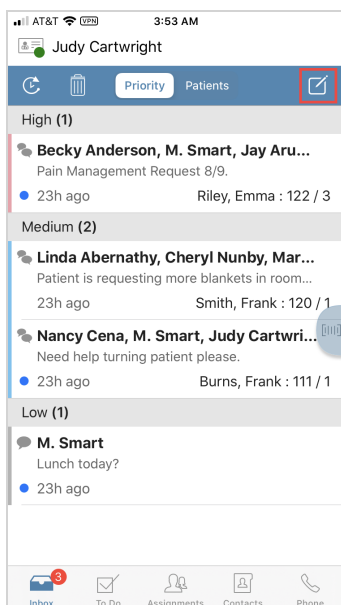 AT&T VPN 3:53 AM
Judy Cartwright
Priority Patients
High (1)
Becky Anderson, M. Smart, Jay Aru...
Pain Management Request 8/9.
23h ago Riley, Emma : 122 / 3
Medium (2)
Linda Abernathy, Cheryl Nunby, Mar...
Patient is requesting more blankets in room...
23h ago Smith, Frank : 120 / 1
Nancy Cena, M. Smart, Judy Cartwri...
Need help turning patient please.
23h ago Burns, Frank : 111 / 1
Low (1)
M. Smart
Lunch today?
23h ago
3
Inbox To Do Assignments Contacts Phone